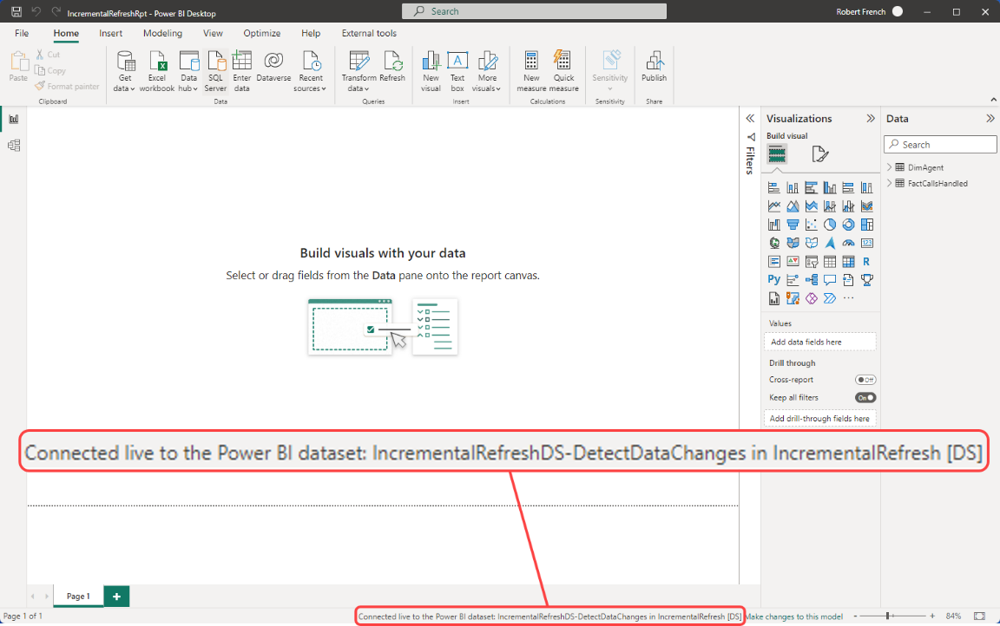 IncrementalRefreshRpt - Power BI Desktop
Search
Robert French
File Home Insert Modeling View Optimize Help External tools
Paste
Cut
Copy
Format painter
Clipboard
Get data
Excel workbook
Data hub
SQL Server
Enter data
Dataverse
Recent sources
Data
Transform data
Refresh
Queries
New visual
Text box
More visuals
Insert
New measure
Quick measure
Calculations
Sensitivity
Sensitivity
Publish
Share
Build visuals with your data
Select or drag fields from the Data pane onto the report canvas.
Filters
Visualizations
Build visual
123
R
Py
Values
Add data fields here
Drill through
Cross-report
Off
Keep all filters
On
Add drill-through fields here
Data
Search
DimAgent
FactCallsHandled
Connected live to the Power BI dataset: IncrementalRefreshDS-DetectDataChanges in IncrementalRefresh [DS]
Page 1
Page 1 of 1
Connected live to the Power BI dataset: IncrementalRefreshDS-DetectDataChanges in IncrementalRefresh [DS]
Make changes to this model
- + 84%